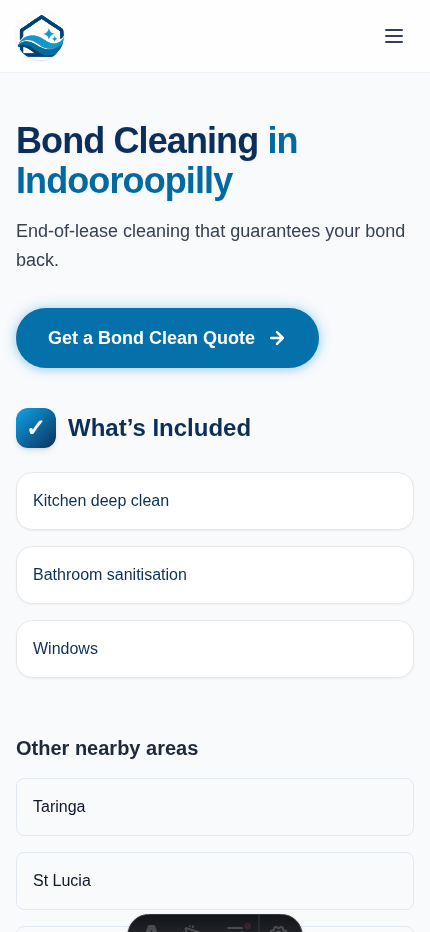 Bond Cleaning in
Indooroopilly
End-of-lease cleaning that guarantees your bond
back.
Get a Bond Clean Quote →
✓ What’s Included
Kitchen deep clean
Bathroom sanitisation
Windows
Other nearby areas
Taringa
St Lucia